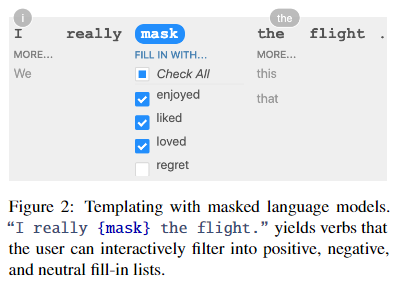 i the
I really mask the flight .
MORE... FILL IN WITH... MORE...
We Check All this
enjoyed that
liked
loved
regret
Figure 2: Templating with masked language models.
“I really {mask} the flight.” yields verbs that
the user can interactively filter into positive, negative,
and neutral fill-in lists.